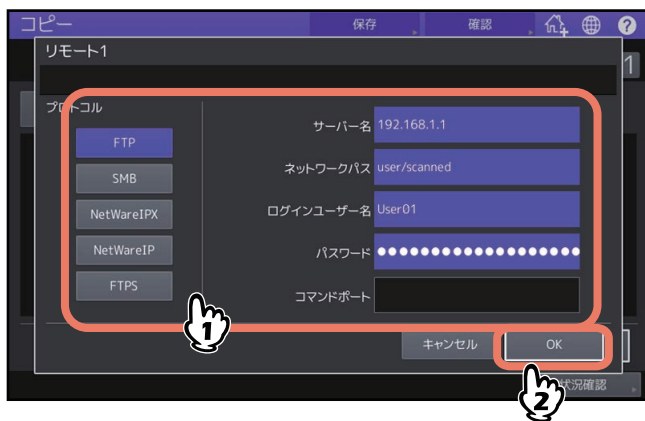 コピー
保存
確認
?
リモート1
1
プロトコル
FTP
SMB
NetWareIPX
NetWareIP
FTPS
サーバー名 192.168.1.1
ネットワークパス user/scanned
ログインユーザー名 User01
パスワード ●●●●●●●●●●●●●●●●●●●
コマンドポート
1
キャンセル
OK
状況確認
2